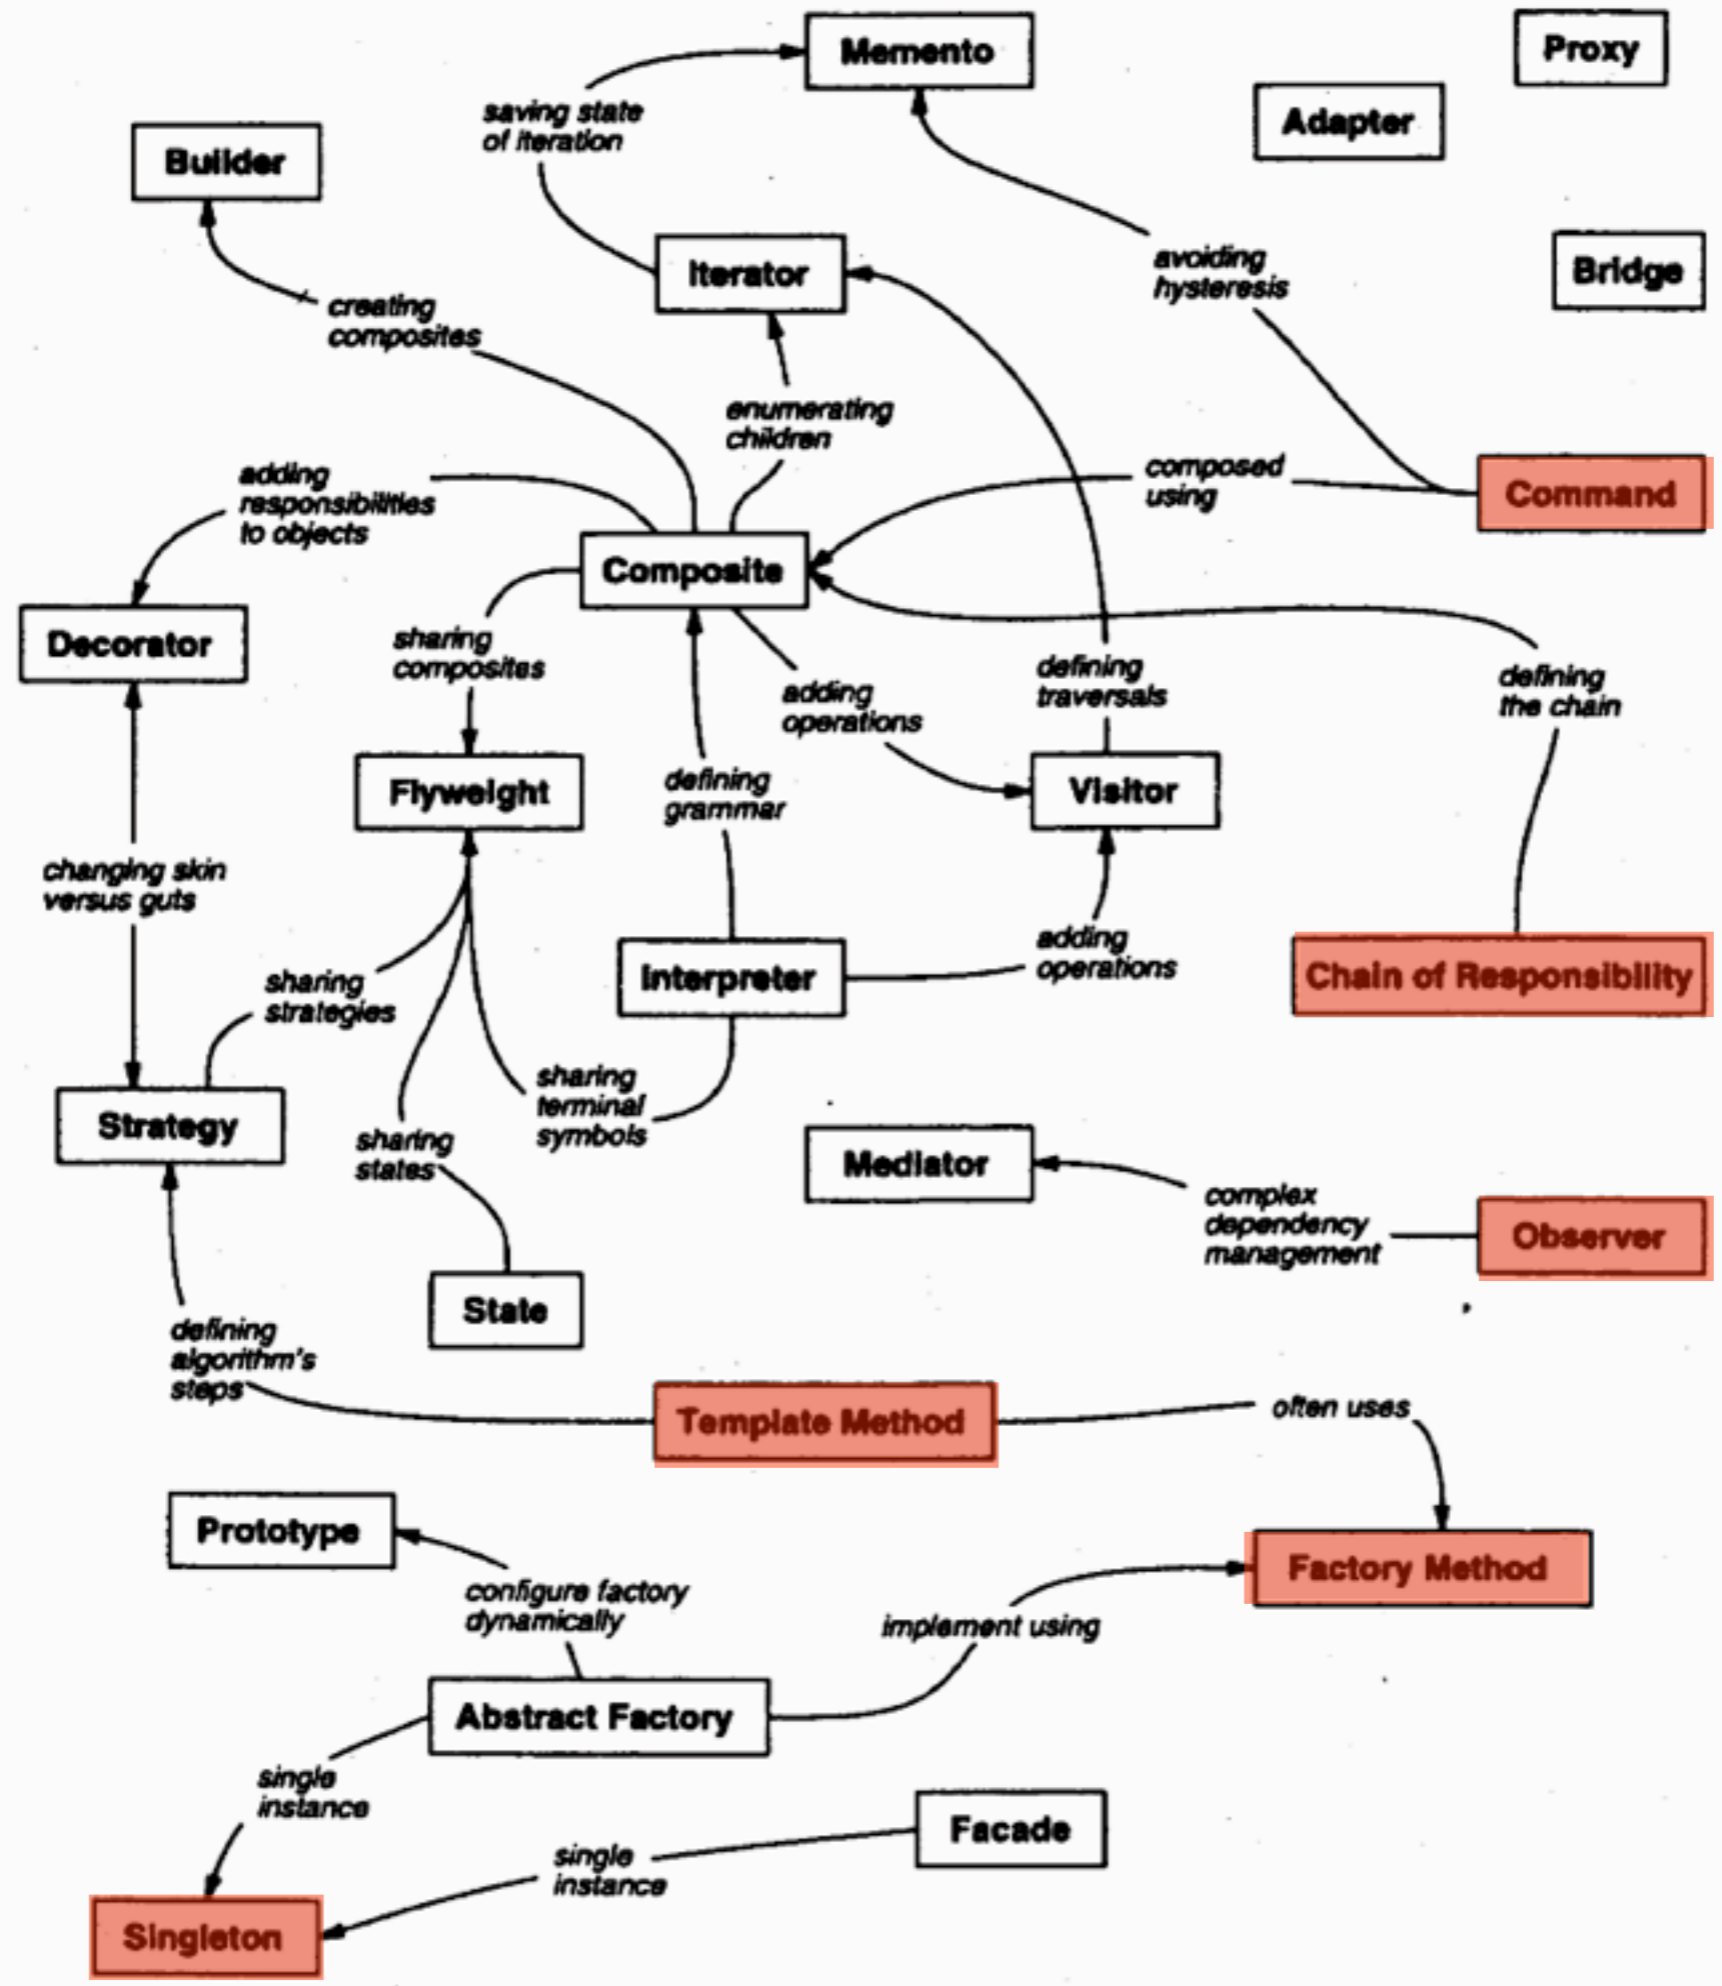 Memento
Proxy
Adapter
saving state
of iteration
Builder
Iterator
avoiding
hysteresis
Bridge
creating
composites
enumerating
children
adding
responsibilities
to objects
composed
using
Command
Composite
Decorator
sharing
composites
adding
operations
defining
traversals
defining
the chain
Flyweight
defining
grammar
Visitor
changing skin
versus guts
sharing
strategies
Interpreter
adding
operations
Chain of Responsibility
Strategy
sharing
states
sharing
terminal
symbols
Mediator
complex
dependency
management
Observer
State
defining
algorithm's
steps
Template Method
often uses
Prototype
Factory Method
configure factory
dynamically
implement using
Abstract Factory
single
instance
Facade
single
instance
Singleton